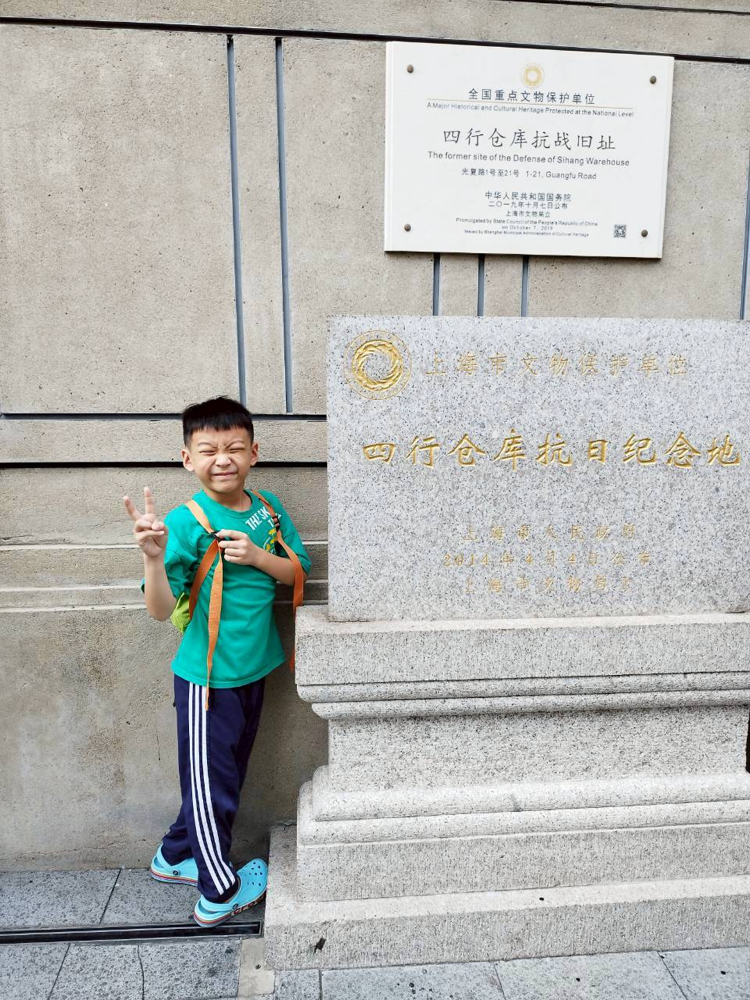 全国重点文物保护单位
A Major Historical and Cultural Heritage Protected at the National Level
四行仓库抗战旧址
The former site of the Defense of Sihang Warehouse
光复路1号至21号 1-21, Guangfu Road
中华人民共和国国务院
二〇一九年十月七日公布
上海市文物局立
Promulgated by State Council of the People's Republic of China
on October 7, 2019
Issued by Shanghai Municipal Administration of Cultural Heritage
上海市文物保护单位
四行仓库抗日纪念地
上海市人民政府
2014年4月4日公布
上海市文物局立
THE SK
THE